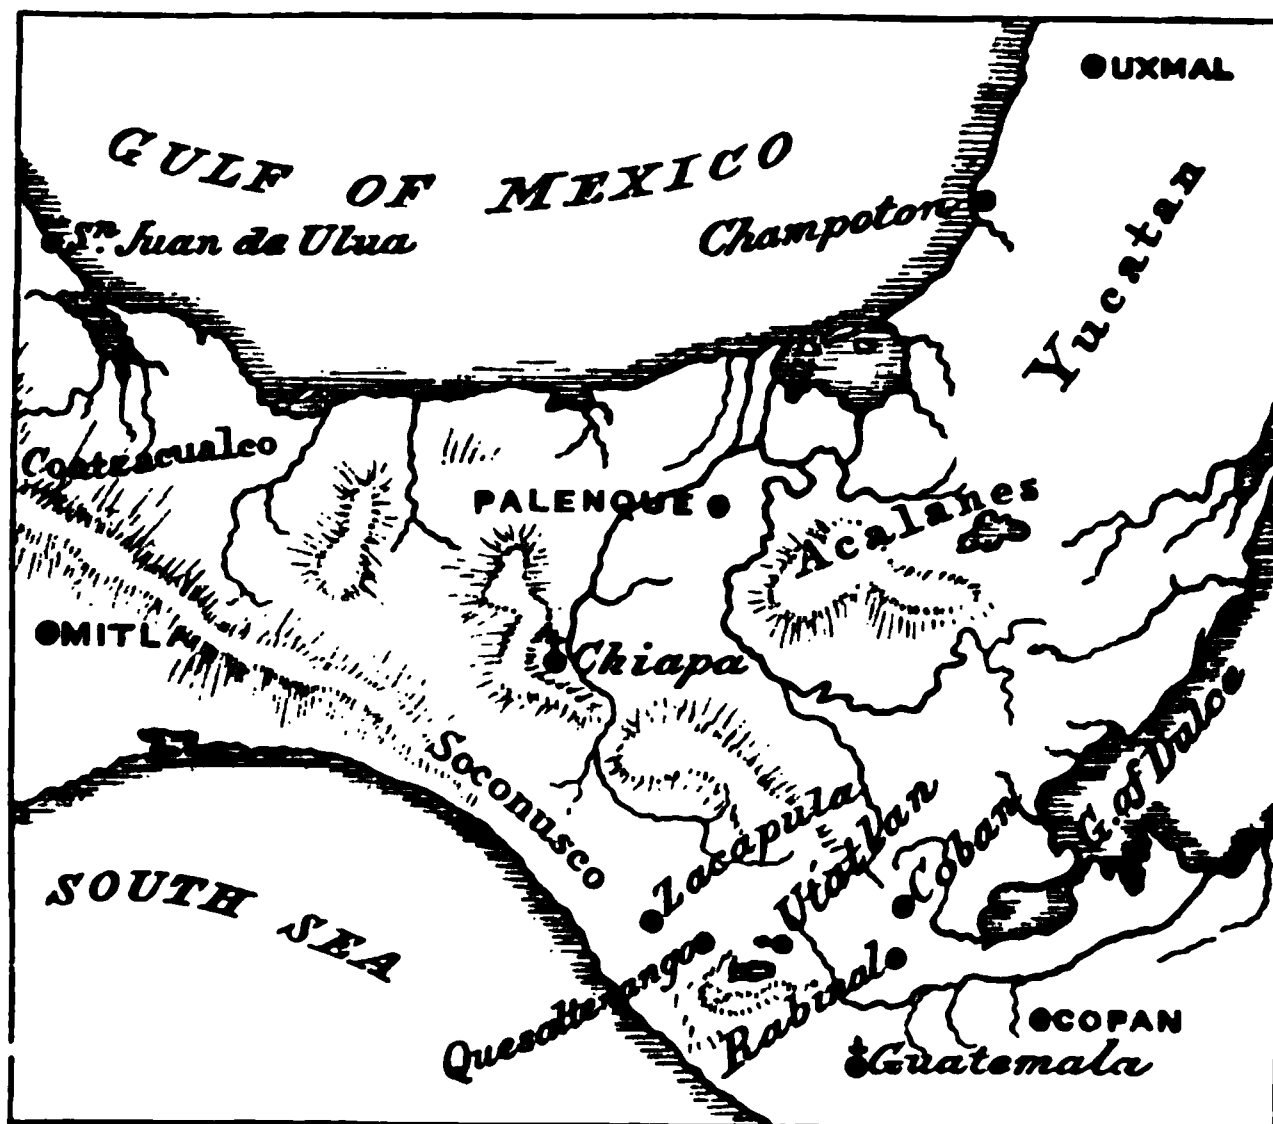 UXMAL
GULF OF MEXICO
Sn. Juan de Ulua
Champoton
Yucatan
Coatzacualco
PALENQUE
Acalanes
MITLA
Chiapa
Soconusco
G. of Dulce
Zacapula
Utatlan
Coban
SOUTH SEA
Quesaltenango
Rabinal
COPAN
Guatemala